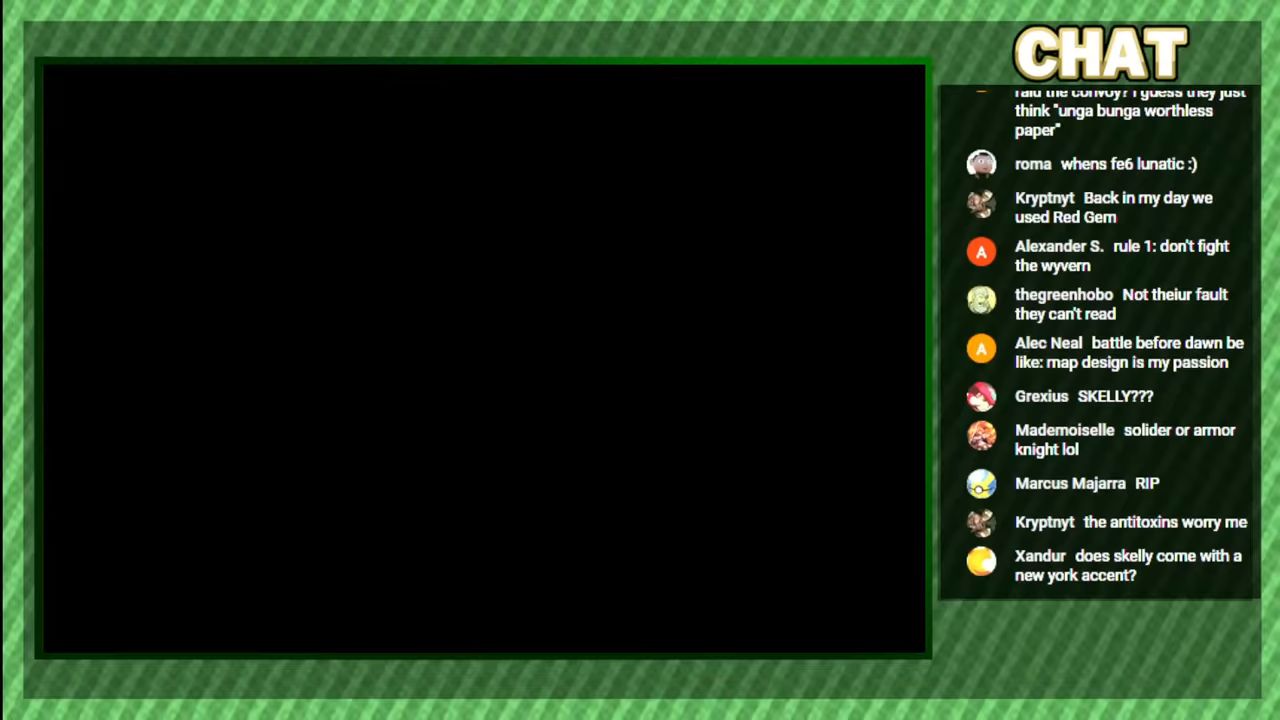 CHAT
raid the convoy? I guess they just
think "unga bunga worthless
paper"
roma whens fe6 lunatic :)
Kryptnyt Back in my day we
used Red Gem
A
Alexander S. rule 1: don't fight
the wyvern
thegreenhobo Not theiur fault
they can't read
A
Alec Neal battle before dawn be
like: map design is my passion
Grexius SKELLY???
Mademoiselle solider or armor
knight lol
Marcus Majarra RIP
Kryptnyt the antitoxins worry me
Xandur does skelly come with a
new york accent?